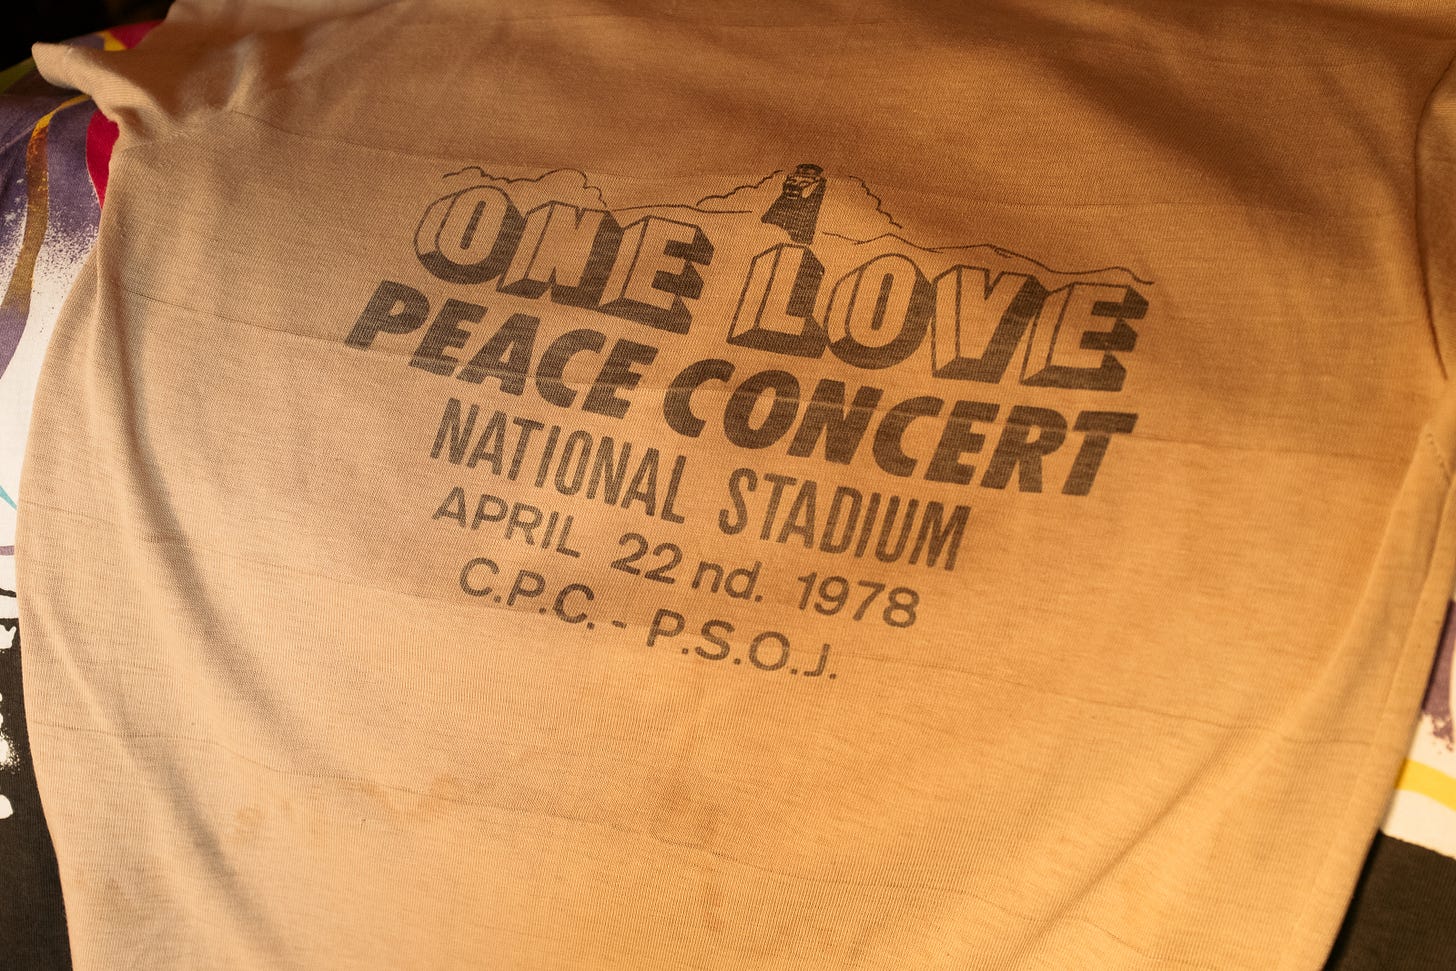 ONE LOVE
PEACE CONCERT
NATIONAL STADIUM
APRIL 22nd. 1978
C.P.C. - P.S.O.J.